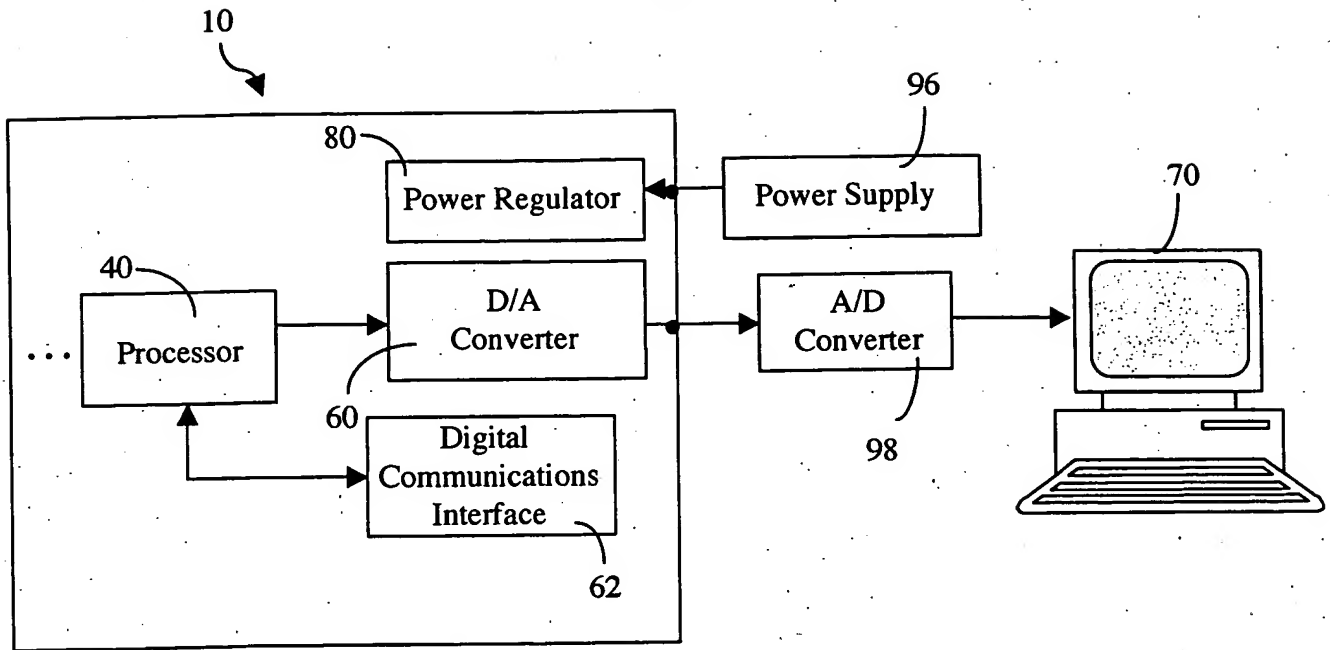 10
80
96
Power Regulator
Power Supply
70
40
D/A
Converter
A/D
Converter
...
Processor
60
98
Digital
Communications
Interface
62